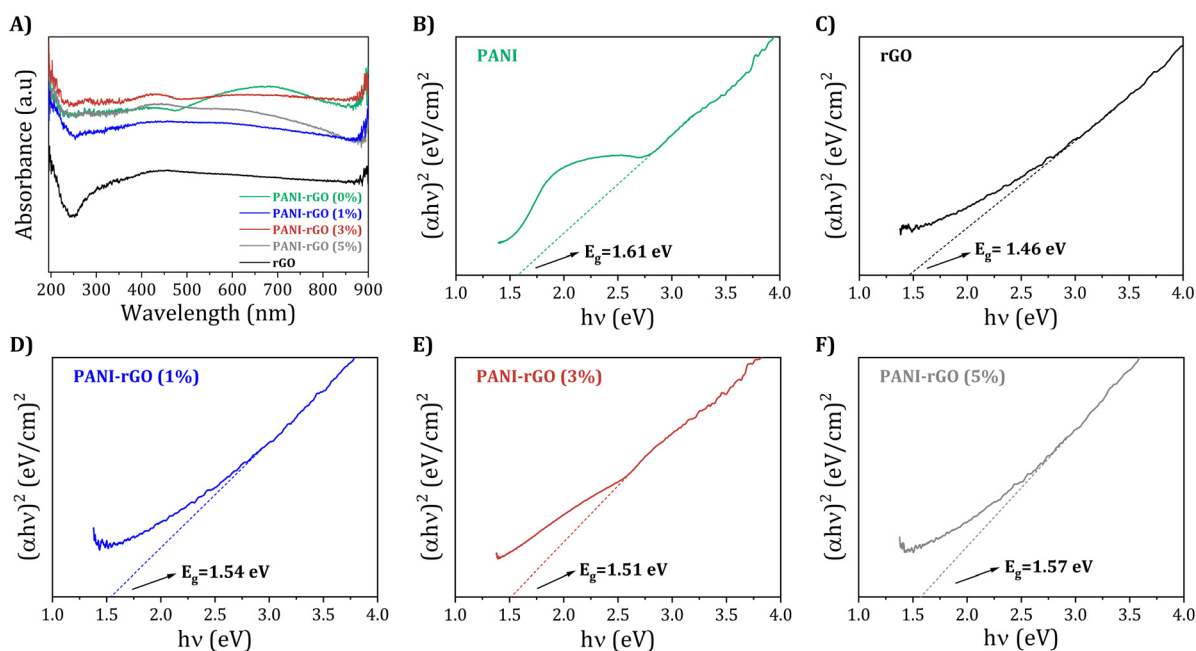 A)
Absorbance (a.u)
PANI-rGO (0%)
PANI-rGO (1%)
PANI-rGO (3%)
PANI-rGO (5%)
rGO
200 300 400 500 600 700 800 900
Wavelength (nm)
B)
PANI
(αhν)² (eV/cm)²
E_g=1.61 eV
1.0 1.5 2.0 2.5 3.0 3.5 4.0
hν (eV)
C)
rGO
(αhν)² (eV/cm)²
E_g= 1.46 eV
1.0 1.5 2.0 2.5 3.0 3.5 4.0
hν (eV)
D)
PANI-rGO (1%)
(αhν)² (eV/cm)²
E_g=1.54 eV
1.0 1.5 2.0 2.5 3.0 3.5 4.0
hν (eV)
E)
PANI-rGO (3%)
(αhν)² (eV/cm)²
E_g=1.51 eV
1.0 1.5 2.0 2.5 3.0 3.5 4.0
hν (eV)
F)
PANI-rGO (5%)
(αhν)² (eV/cm)²
E_g=1.57 eV
1.0 1.5 2.0 2.5 3.0 3.5 4.0
hν (eV)